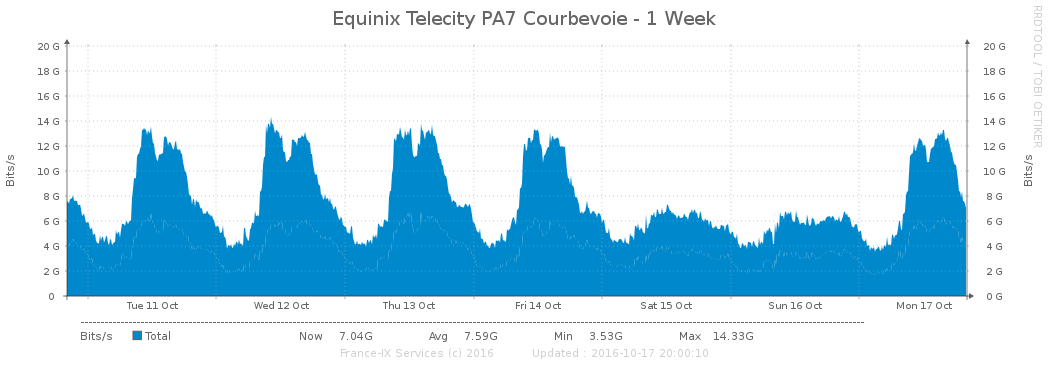 Equinix Telecity PA7 Courbevoie - 1 Week
RRDTOOL / TOBI OETIKER
Bits/s
20 G
18 G
16 G
14 G
12 G
10 G
8 G
6 G
4 G
2 G
0
20 G
18 G
16 G
14 G
12 G
10 G
8 G
6 G
4 G
2 G
0 G
Bits/s
Tue 11 Oct Wed 12 Oct Thu 13 Oct Fri 14 Oct Sat 15 Oct Sun 16 Oct Mon 17 Oct
Bits/s Total Now 7.04G Avg 7.59G Min 3.53G Max 14.33G
France-IX Services (c) 2016 Updated : 2016-10-17 20:00:10